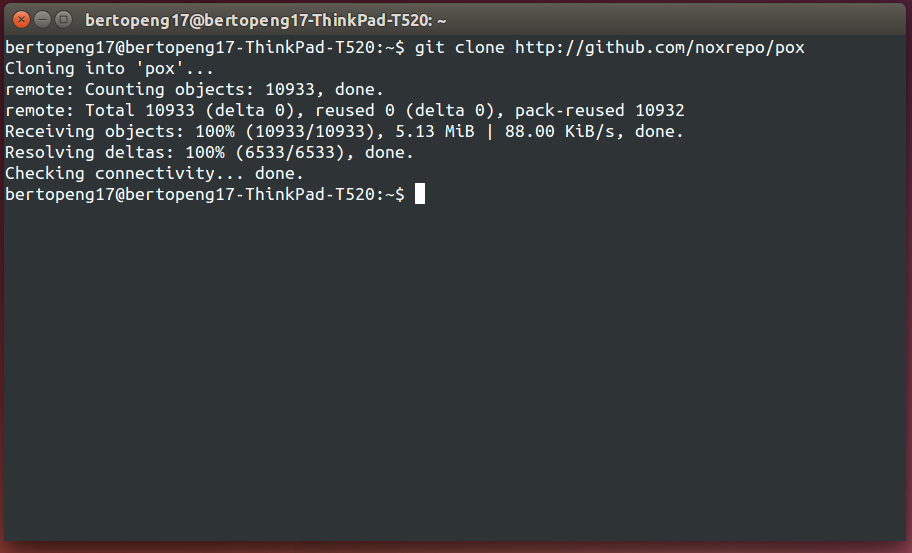 bertopeng17@bertopeng17-ThinkPad-T520: ~
bertopeng17@bertopeng17-ThinkPad-T520:~$ git clone http://github.com/noxrepo/pox
Cloning into 'pox'...
remote: Counting objects: 10933, done.
remote: Total 10933 (delta 0), reused 0 (delta 0), pack-reused 10932
Receiving objects: 100% (10933/10933), 5.13 MiB | 88.00 KiB/s, done.
Resolving deltas: 100% (6533/6533), done.
Checking connectivity... done.
bertopeng17@bertopeng17-ThinkPad-T520:~$